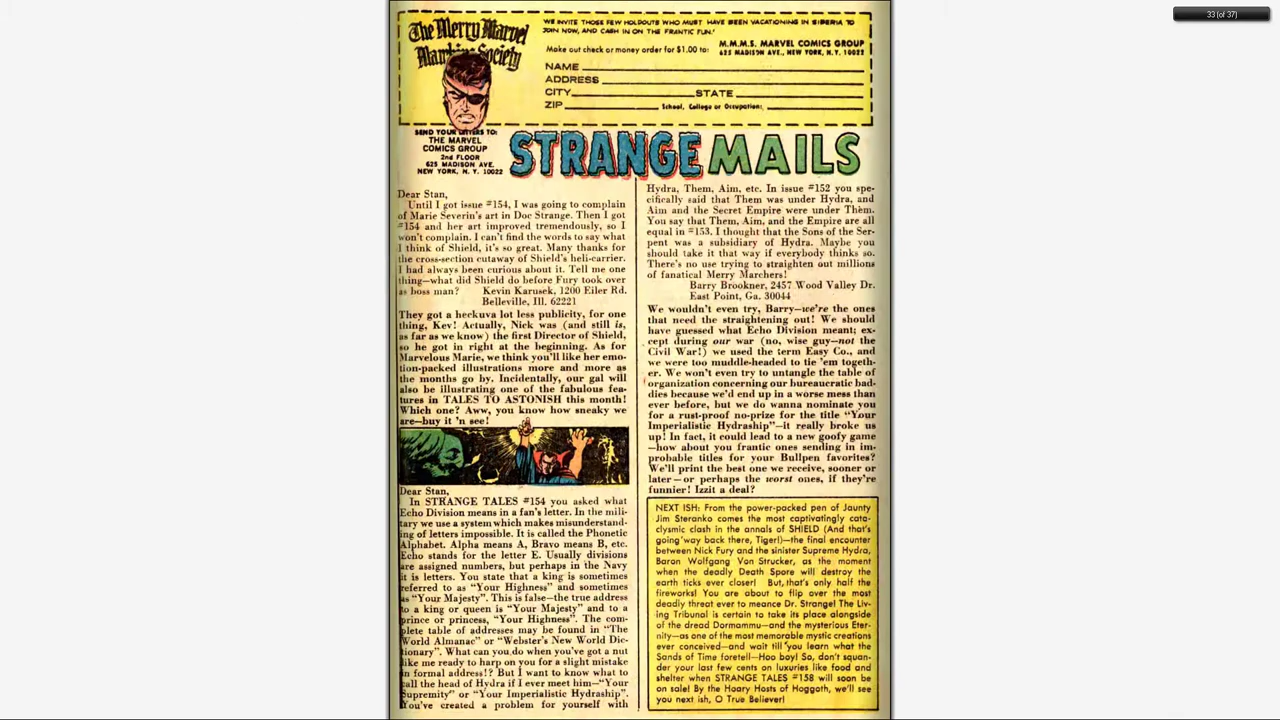 33 (of 37)
The Merry Marvel
Marching Society
WE INVITE THOSE FEW HOLDOUTS WHO MUST HAVE BEEN VACATIONING IN SIBERIA TO
JOIN NOW, AND CASH IN ON THE FRANTIC FUN!
Make out check or money order for $1.00 to:
M.M.M.S. MARVEL COMICS GROUP
625 MADISON AVE., NEW YORK, N.Y. 10022
NAME
ADDRESS
CITY STATE
ZIP School, College or Occupation:
SEND YOUR LETTERS TO:
THE MARVEL
COMICS GROUP
2nd FLOOR
625 MADISON AVE.
NEW YORK, N. Y. 10022
STRANGE MAILS
Dear Stan,
Until I got issue #154, I was going to complain
of Marie Severin's art in Doc Strange. Then I got
#154 and her art improved tremendously, so I
won't complain. I can't find the words to say what
I think of Shield, it's so great. Many thanks for
the cross-section cutaway of Shield's heli-carrier.
I had always been curious about it. Tell me one
thing—what did Shield do before Fury took over
as boss man? Kevin Karusek, 1200 Eiler Rd.
Belleville, Ill. 62221
They got a heckuva lot less publicity, for one
thing, Kev! Actually, Nick was (and still is,
as far as we know) the first Director of Shield,
so he got in right at the beginning. As for
Marvelous Marie, we think you'll like her emo-
tion-packed illustrations more and more as
the months go by. Incidentally, our gal will
also be illustrating one of the fabulous fea-
tures in TALES TO ASTONISH this month!
Which one? Aww, you know how sneaky we
are—buy it 'n see!
Dear Stan,
In STRANGE TALES #154 you asked what
Echo Division means in a fan's letter. In the mili-
tary we use a system which makes misunderstand-
ing of letters impossible. It is called the Phonetic
Alphabet. Alpha means A, Bravo means B, etc.
Echo stands for the letter E. Usually divisions
are assigned numbers, but perhaps in the Navy
it is letters. You state that a king is sometimes
referred to as "Your Highness" and sometimes
as "Your Majesty". This is false—the true address
to a king or queen is "Your Majesty" and to a
prince or princess, "Your Highness". The com-
plete table of addresses may be found in "The
World Almanac" or "Webster's New World Dic-
tionary". What can you do when you've got a nut
like me ready to harp on you for a slight mistake
in formal address!? But I want to know what to
call the head of Hydra if I ever meet him—"Your
Supremity" or "Your Imperialistic Hydraship".
You've created a problem for yourself with
Hydra, Them, Aim, etc. In issue #152 you spe-
cifically said that Them was under Hydra, and
Aim and the Secret Empire were under Them.
You say that Them, Aim, and the Empire are all
equal in #153. I thought that the Sons of the Ser-
pent was a subsidiary of Hydra. Maybe you
should take it that way if everybody thinks so.
There's no use trying to straighten out millions
of fanatical Merry Marchers!
Barry Brookner, 2457 Wood Valley Dr.
East Point, Ga. 30044
We wouldn't even try, Barry—we're the ones
that need the straightening out! We should
have guessed what Echo Division meant; ex-
cept during our war (no, wise guy—not the
Civil War!) we used the term Easy Co., and
we were too muddle-headed to tie 'em togeth-
er. We won't even try to untangle the table of
organization concerning our bureaucratic bad-
dies because we'd end up in a worse mess than
ever before, but we do wanna nominate you
for a rust-proof no-prize for the title "Your
Imperialistic Hydraship"—it really broke us
up! In fact, it could lead to a new goofy game
—how about you frantic ones sending in im-
probable titles for your Bullpen favorites?
We'll print the best one we receive, sooner or
later—or perhaps the worst ones, if they're
funnier! Izzit a deal?
NEXT ISH: From the power-packed pen of Jaunty
Jim Steranko comes the most captivatingly cata-
clysmic clash in the annals of SHIELD (And that's
going 'way back there, Tiger!)—the final encounter
between Nick Fury and the sinister Supreme Hydra,
Baron Wolfgang Von Strucker, as the moment
when the deadly Death Spore will destroy the
earth ticks ever closer! But, that's only half the
fireworks! You are about to flip over the most
deadly threat ever to meance Dr. Strange! The Liv-
ing Tribunal is certain to take its place alongside
of the dread Dormammu—and the mysterious Eter-
nity—as one of the most memorable mystic creations
ever conceived—and wait till you learn what the
Sands of Time foretell—Hoo boy! So, don't squan-
der your last few cents on luxuries like food and
shelter when STRANGE TALES #158 will soon be
on sale! By the Hoary Hosts of Hoggoth, we'll see
you next ish, O True Believer!